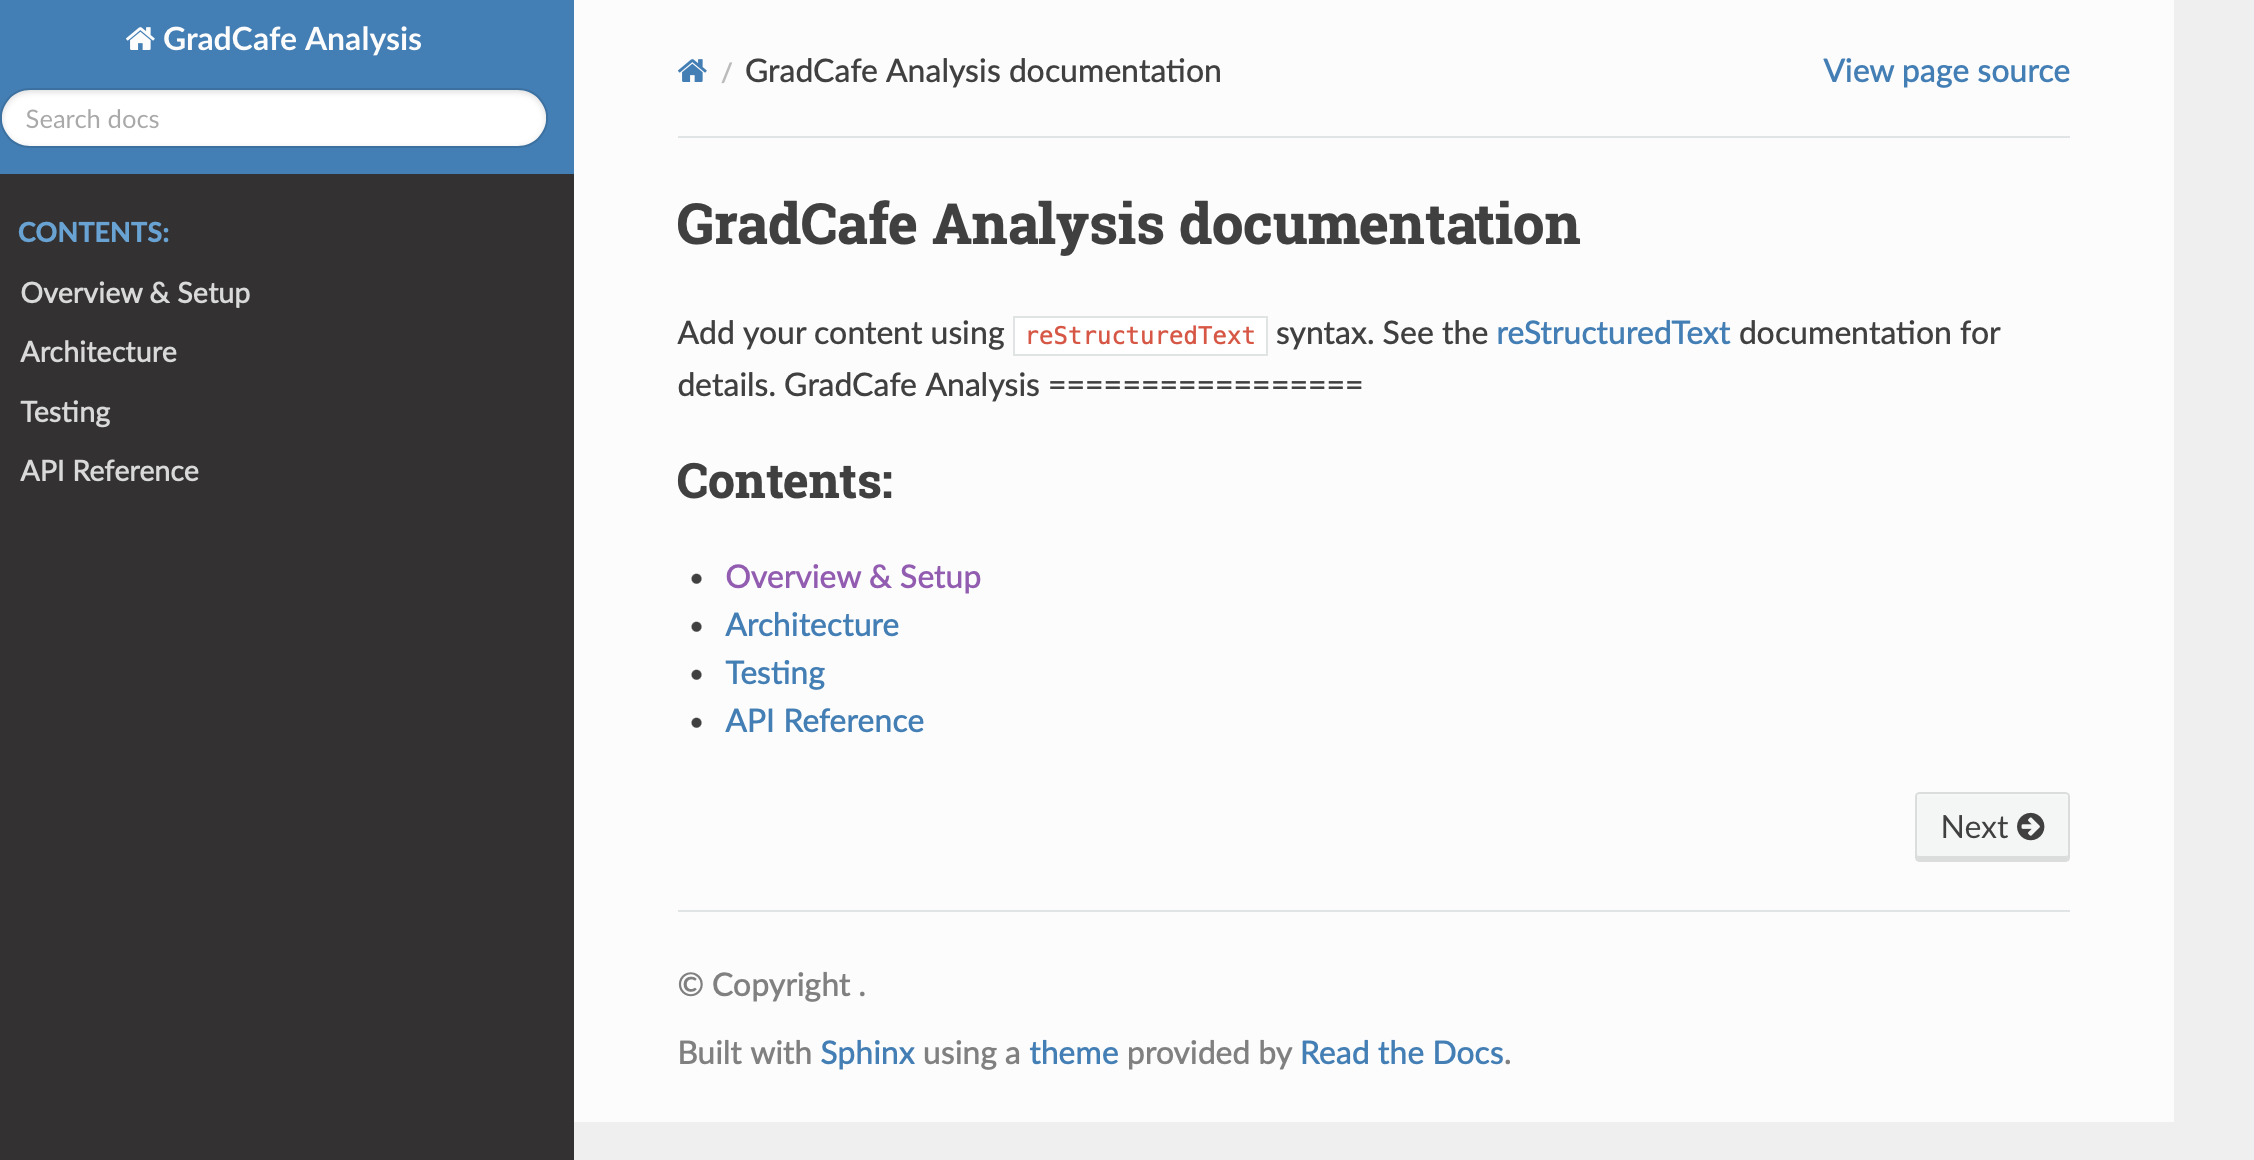 GradCafe Analysis
Search docs
CONTENTS:
Overview & Setup
Architecture
Testing
API Reference
/ GradCafe Analysis documentation
View page source
GradCafe Analysis documentation
Add your content using reStructuredText syntax. See the reStructuredText documentation for
details. GradCafe Analysis =================
Contents:
• Overview & Setup
• Architecture
• Testing
• API Reference
Next
© Copyright .
Built with Sphinx using a theme provided by Read the Docs.